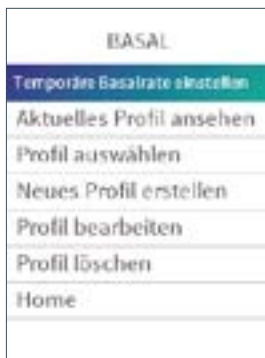 BASAL
Temporäre Basalrate einstellen
Aktuelles Profil ansehen
Profil auswählen
Neues Profil erstellen
Profil bearbeiten
Profil löschen
Home